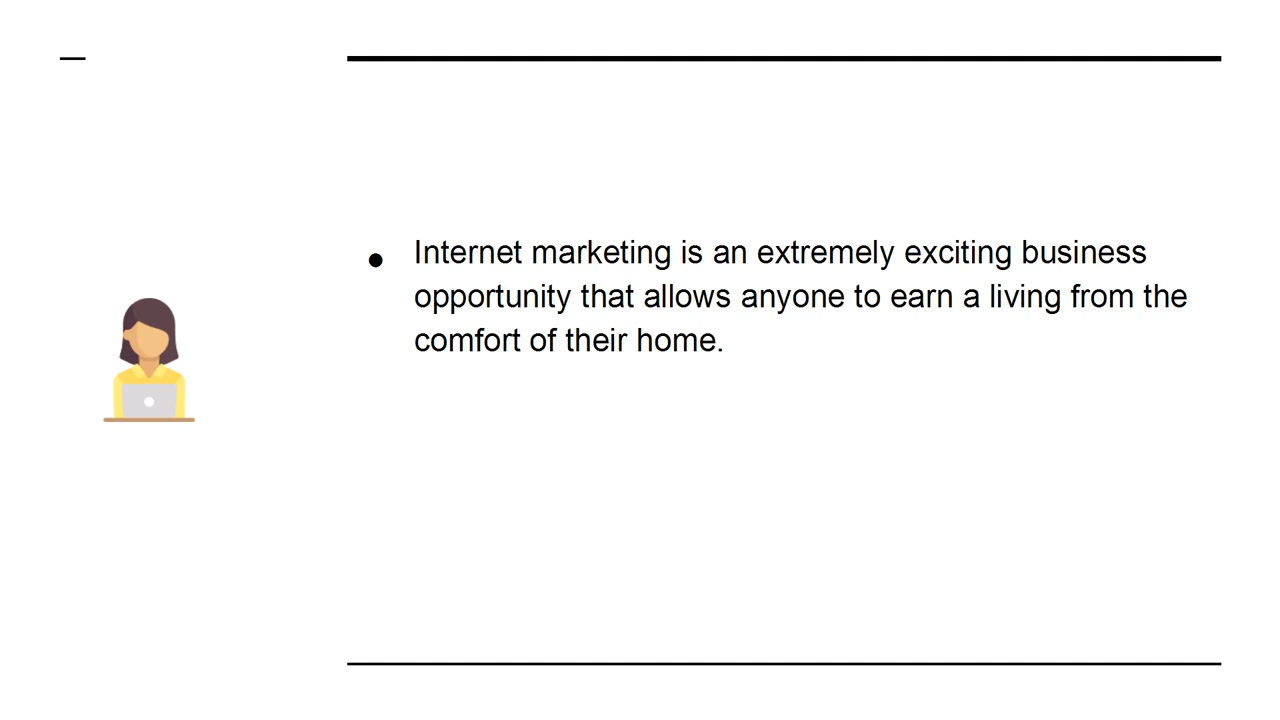 Internet marketing is an extremely exciting business
opportunity that allows anyone to earn a living from the
comfort of their home.